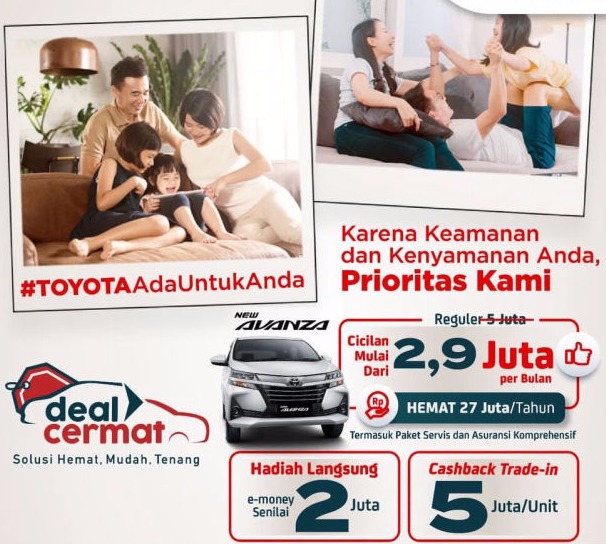 #TOYOTAAdaUntukAnda
Karena Keamanan
dan Kenyamanan Anda,
Prioritas Kami
NEW
AVANZA
AVANZA
Reguler 5 Juta
Cicilan
Mulai
Dari
2,9 Juta
per Bulan
Rp
HEMAT 27 Juta/Tahun
Termasuk Paket Servis dan Asuransi Komprehensif
deal
cermat
Solusi Hemat, Mudah, Tenang
Hadiah Langsung
e-money
Senilai
2 Juta
Cashback Trade-in
5 Juta/Unit